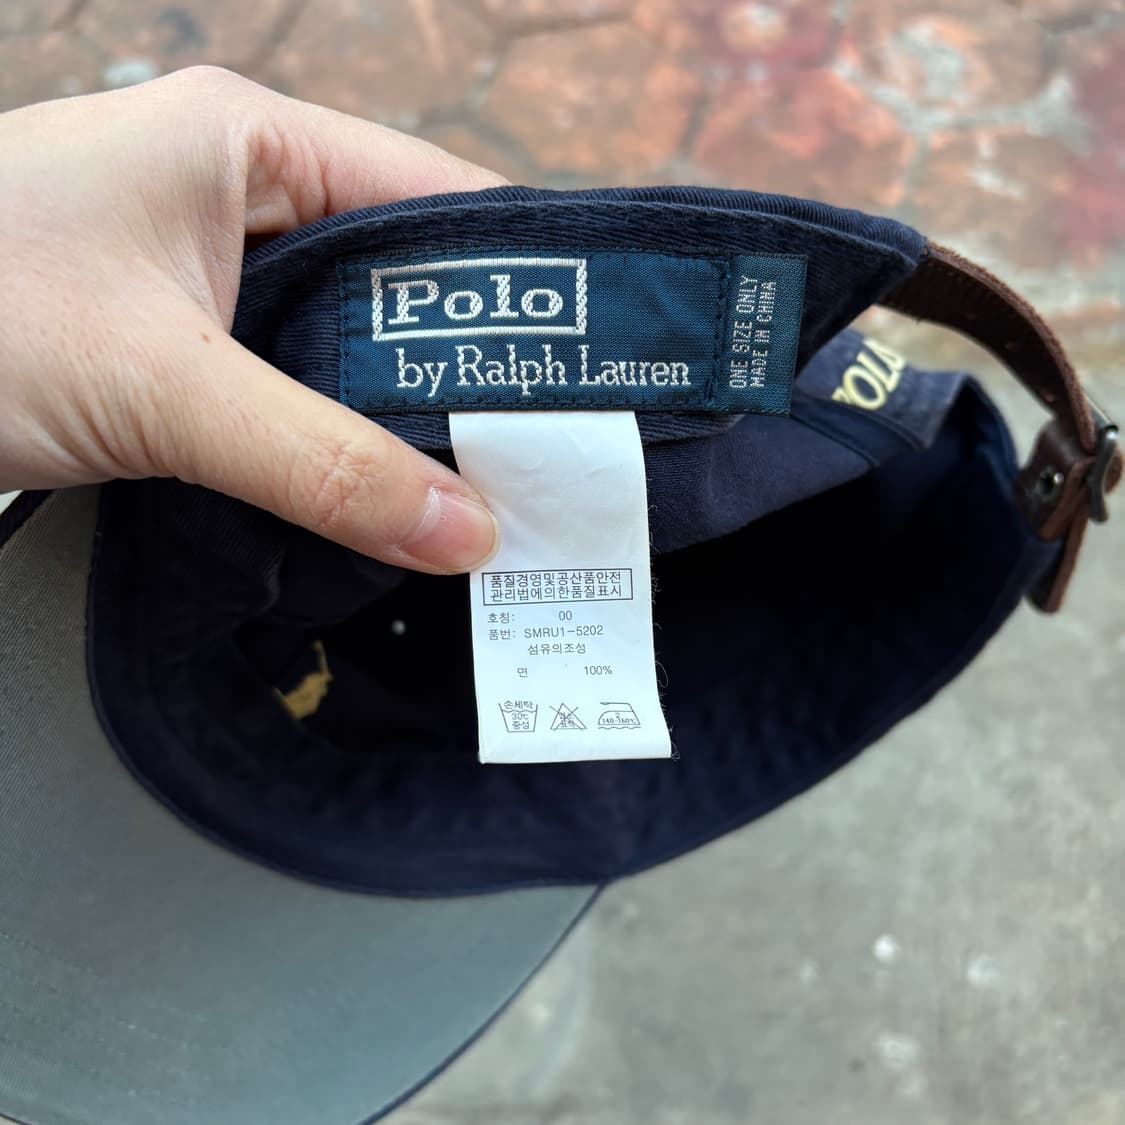 Polo
by Ralph Lauren
ONE SIZE ONLY
MADE IN CHINA
품질경영및공산품안전
관리법에의한품질표시
호칭: 00
품번: SMRU1-5202
섬유의조성
면 100%
손세탁
30℃
중성
140-160℃